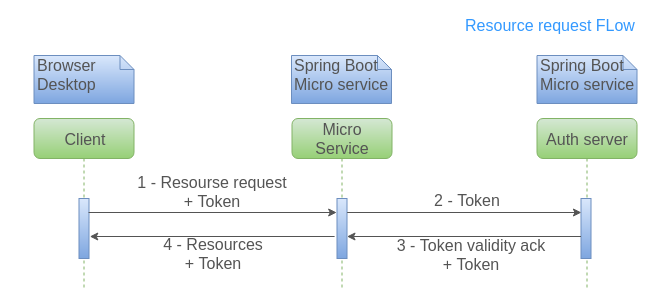 Resource request FLow
Browser
Desktop
Spring Boot
Micro service
Spring Boot
Micro service
Client
Micro
Service
Auth server
1 - Resourse request
+ Token
2 - Token
4 - Resources
+ Token
3 - Token validity ack
+ Token